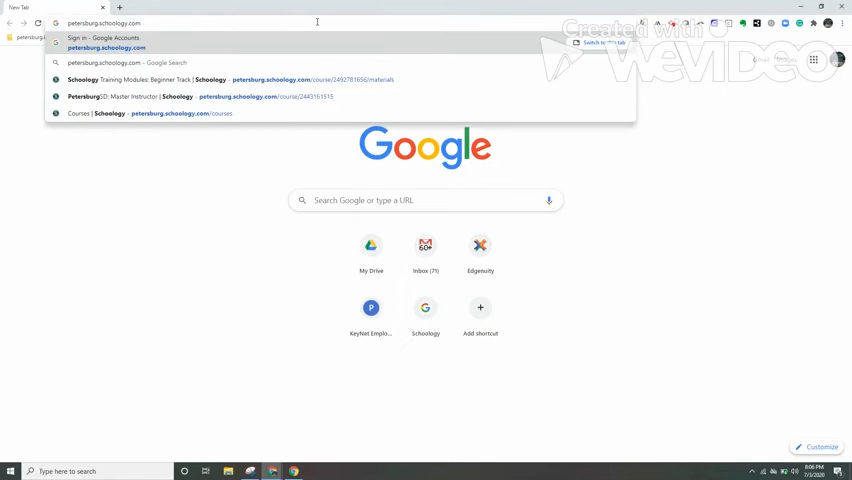 New Tab
petersburg.schoology.com
petersburg.s
Sign in - Google Accounts
petersburg.schoology.com
Switch to this tab
petersburg.schoology.com - Google Search
Schoology Training Modules: Beginner Track | Schoology - petersburg.schoology.com/course/2492781656/materials
PetersburgSD: Master Instructor | Schoology - petersburg.schoology.com/course/2443161515
Courses | Schoology - petersburg.schoology.com/courses
Created with
WeVideo
Gmail Images
Google
Search Google or type a URL
60+
My Drive
Inbox (71)
Edgenuity
P
KeyNet Emplo...
G
Schoology
Add shortcut
Customize
Type here to search
8:06 PM
7/3/2020